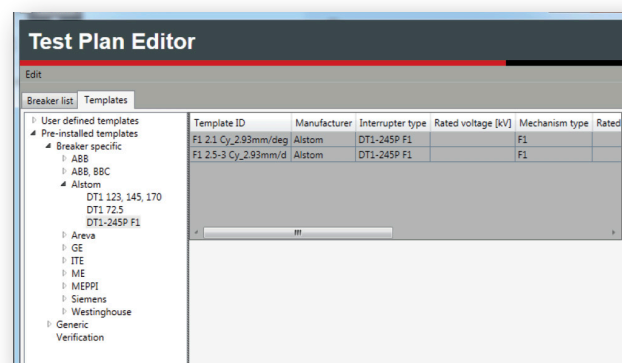 Test Plan Editor
Edit
Breaker list Templates
User defined templates
Pre-installed templates
Breaker specific
ABB
ABB, BBC
Alstom
DT1 123, 145, 170
DT1 72.5
DT1-245P F1
Areva
GE
ITE
ME
MEPPI
Siemens
Westinghouse
Generic
Verification
Template ID Manufacturer Interrupter type Rated voltage [kV] Mechanism type Rated
F1 2.1 Cy_2.93mm/deg Alstom DT1-245P F1 F1
F1 2.5-3 Cy_2.93mm/d Alstom DT1-245P F1 F1